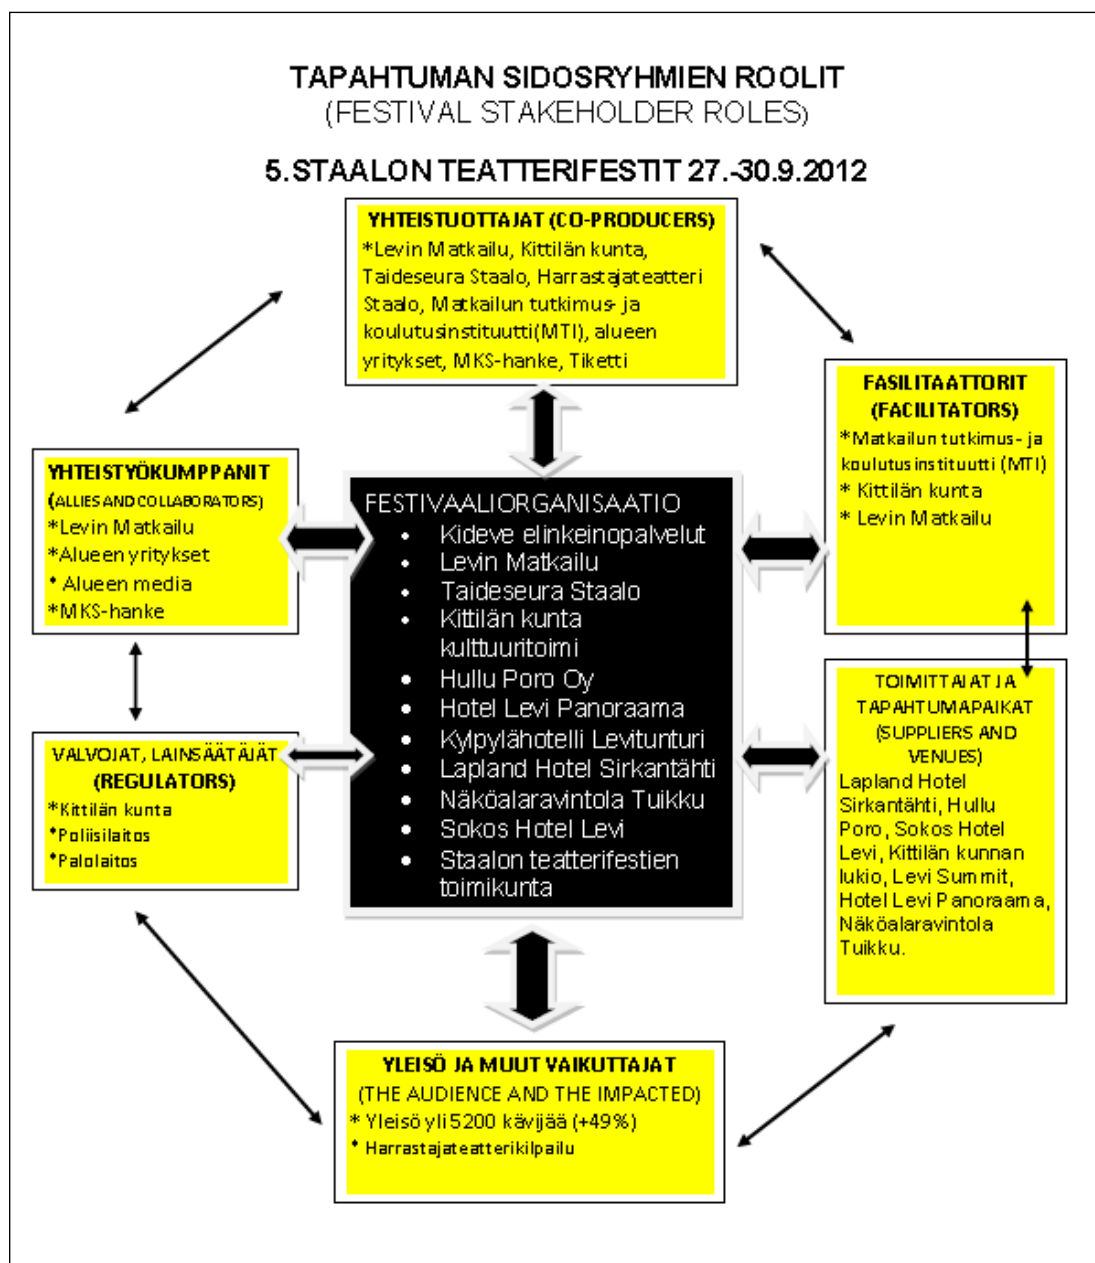 TAPAHTUMAN SIDOSRYHMIEN ROOLIT
(FESTIVAL STAKEHOLDER ROLES)
5.STAALON TEATTERIFESTIT 27.-30.9.2012
YHTEISTUOTTAJAT (CO-PRODUCERS)
*Levin Matkailu, Kittilän kunta,
Taideseura Staalo, Harrastajateatteri
Staalo, Matkailun tutkimus- ja
koulutusinstituutti(MTI), alueen
yritykset, MKS-hanke, Tiketti
FASILITAATTORIT
(FACILITATORS)
*Matkailun tutkimus- ja
koulutusinstituutti (MTI)
* Kittilän kunta
* Levin Matkailu
YHTEISTYÖKUMPPANIT
(ALLIES AND COLLABORATORS)
*Levin Matkailu
*Alueen yritykset
* Alueen media
*MKS-hanke
FESTIVAALIORGANISAATIO
• Kideve elinkeinopalvelut
• Levin Matkailu
• Taideseura Staalo
• Kittilän kunta
kulttuuritoimi
• Hullu Poro Oy
• Hotel Levi Panoraama
• Kylpylähotelli Levitunturi
• Lapland Hotel Sirkantähti
• Näköalaravintola Tuikku
• Sokos Hotel Levi
• Staalon teatterifestien
toimikunta
VALVOJAT, LAINSÄÄTÄJÄT
(REGULATORS)
*Kittilän kunta
*Poliisilaitos
*Palolaitos
TOIMITTAJAT JA
TAPAHTUMAPAIKAT
(SUPPLIERS AND
VENUES)
Lapland Hotel
Sirkantähti, Hullu
Poro, Sokos Hotel
Levi, Kittilän kunnan
lukio, Levi Summit,
Hotel Levi Panoraama,
Näköalaravintola
Tuikku.
YLEISÖ JA MUUT VAIKUTTAJAT
(THE AUDIENCE AND THE IMPACTED)
* Yleisö yli 5200 kävijää (+49%)
* Harrastajateatterikilpailu